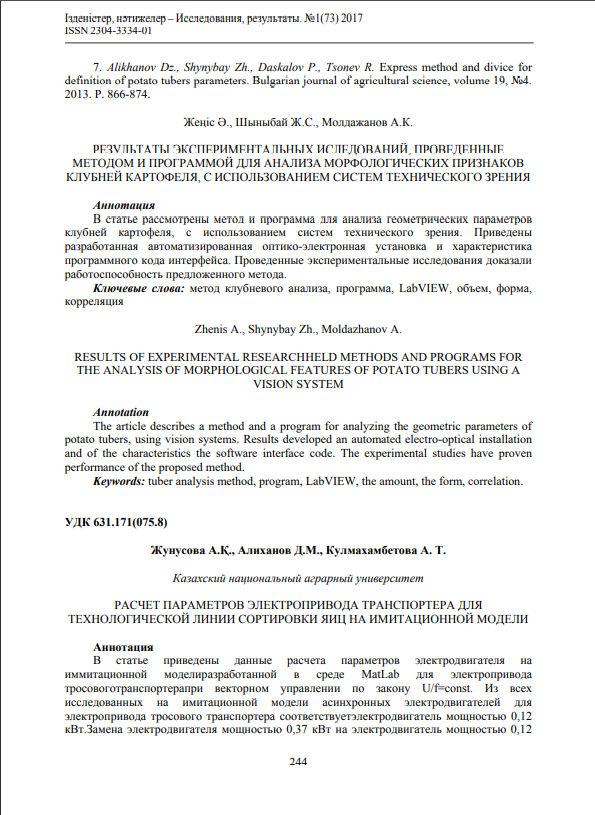 Ізденістер, нәтижелер – Исследования, результаты. №1(73) 2017
ISSN 2304-3334-01
7. Alikhanov Dz., Shynybay Zh., Daskalov P., Tsonev R. Express method and divice for
definition of potato tubers parameters. Bulgarian journal of agricultural science, volume 19, №4.
2013. P. 866-874.
Жеңіс Ә., Шыныбай Ж.С., Молдажанов А.К.
РЕЗУЛЬТАТЫ ЭКСПЕРИМЕНТАЛЬНЫХ ИСЛЕДОВАНИЙ, ПРОВЕДЕННЫЕ
МЕТОДОМ И ПРОГРАММОЙ ДЛЯ АНАЛИЗА МОРФОЛОГИЧЕСКИХ ПРИЗНАКОВ
КЛУБНЕЙ КАРТОФЕЛЯ, С ИСПОЛЬЗОВАНИЕМ СИСТЕМ ТЕХНИЧЕСКОГО ЗРЕНИЯ
Аннотация
В статье рассмотрены метод и программа для анализа геометрических параметров
клубней картофеля, с использованием систем технического зрения. Приведены
разработанная автоматизированная оптико-электронная установка и характеристика
программного кода интерфейса. Проведенные экспериментальные исследования доказали
работоспособность предложенного метода.
Ключевые слова: метод клубневого анализа, программа, LabVIEW, объем, форма,
корреляция
Zhenis A., Shynybay Zh., Moldazhanov A.
RESULTS OF EXPERIMENTAL RESEARCHHELD METHODS AND PROGRAMS FOR
THE ANALYSIS OF MORPHOLOGICAL FEATURES OF POTATO TUBERS USING A
VISION SYSTEM
Annotation
The article describes a method and a program for analyzing the geometric parameters of
potato tubers, using vision systems. Results developed an automated electro-optical installation
and of the characteristics the software interface code. The experimental studies have proven
performance of the proposed method.
Keywords: tuber analysis method, program, LabVIEW, the amount, the form, correlation.
УДК 631.171(075.8)
Жунусова А.Қ., Алиханов Д.М., Кулмахамбетова А. Т.
Казахский национальный аграрный университет
РАСЧЕТ ПАРАМЕТРОВ ЭЛЕКТРОПРИВОДА ТРАНСПОРТЕРА ДЛЯ
ТЕХНОЛОГИЧЕСКОЙ ЛИНИИ СОРТИРОВКИ ЯИЦ НА ИМИТАЦИОННОЙ МОДЕЛИ
Аннотация
В статье приведены данные расчета параметров электродвигателя на
иммитационной моделиразработанной в среде MatLab для электропривода
тросовоготранспортерапри векторном управлении по закону U/f=const. Из всех
исследованных на имитационной модели асинхронных электродвигателей для
электропривода тросового транспортера соответствуетэлектродвигатель мощностью 0,12
кВт.Замена электродвигателя мощностью 0,37 кВт на электродвигатель мощностью 0,12
244